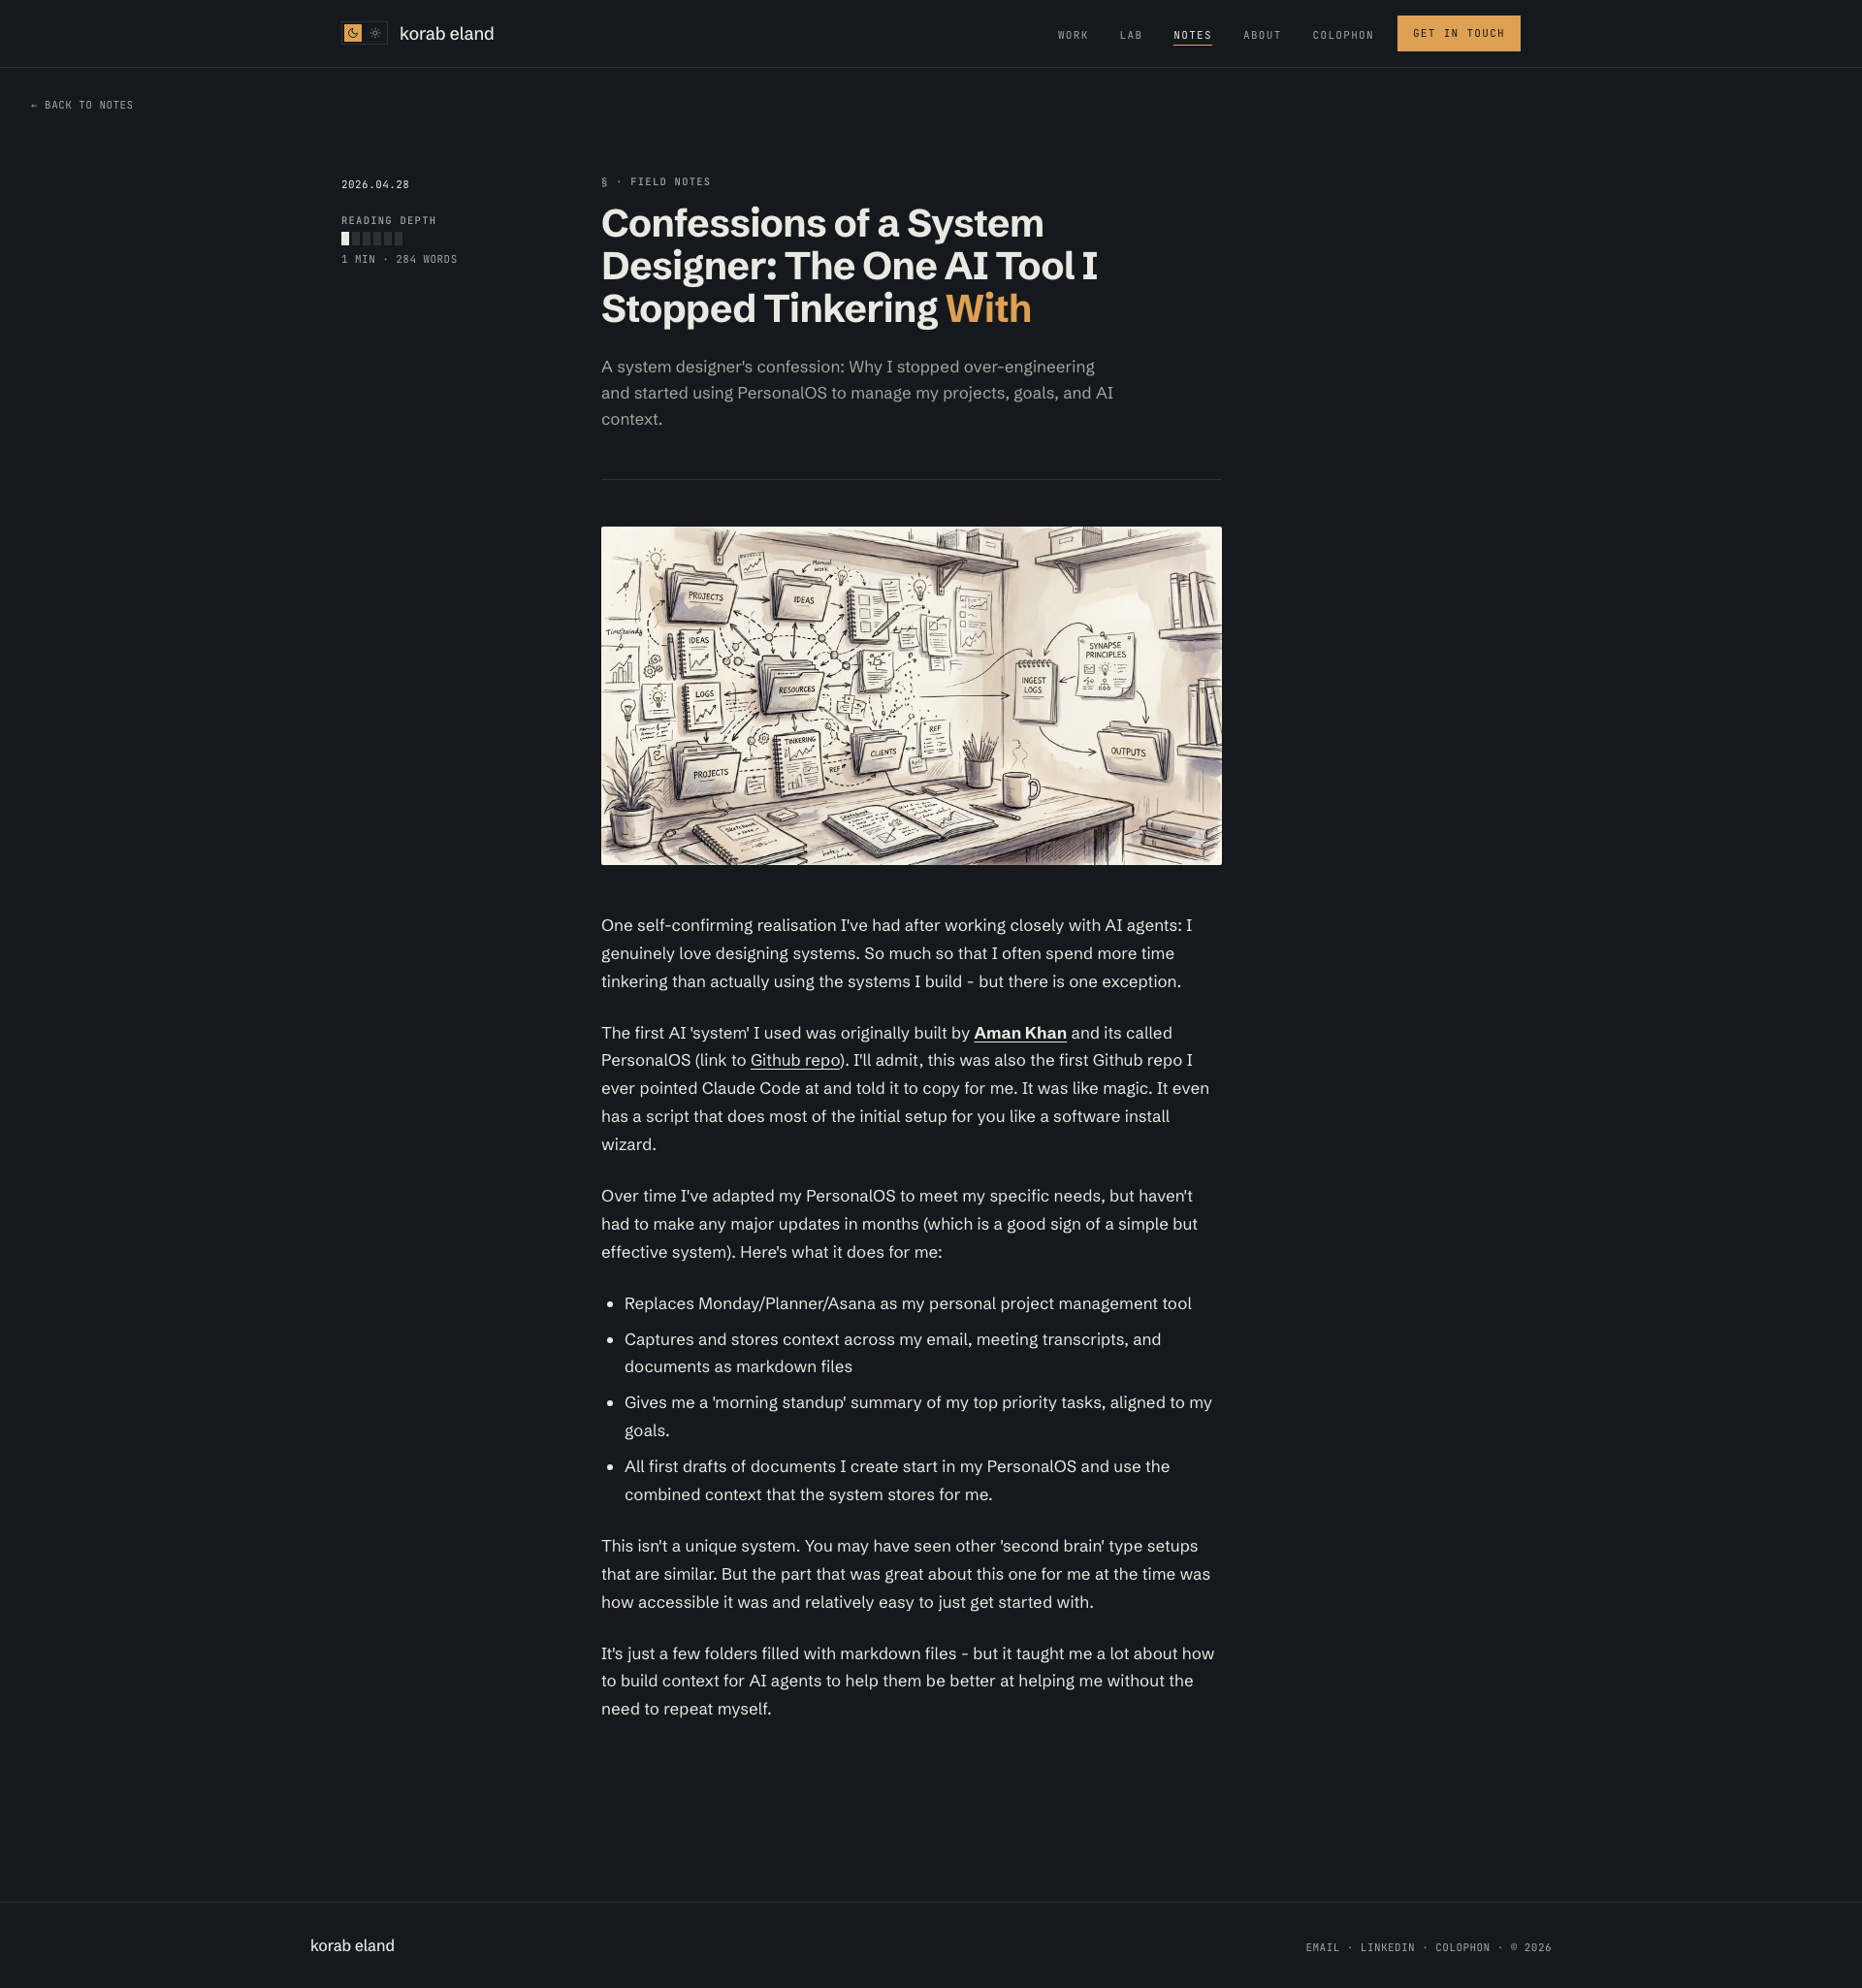 korab eland
WORK
LAB
NOTES
ABOUT
COLOPHON
GET IN TOUCH
← BACK TO NOTES
2026.04.28
READING DEPTH
1 MIN · 284 WORDS
§ · FIELD NOTES
Confessions of a System
Designer: The One AI Tool I
Stopped Tinkering With
A system designer's confession: Why I stopped over-engineering
and started using PersonalOS to manage my projects, goals, and AI
context.
PROJECTS
IDEAS
Manual
work
IDEAS
LOGS
RESOURCES
PROJECTS
TINKERING
CLIENTS
REF
REF
INGEST
LOGS
SYNAPSE
PRINCIPLES
OUTPUTS
Sketchbook
One self-confirming realisation I've had after working closely with AI agents: I
genuinely love designing systems. So much so that I often spend more time
tinkering than actually using the systems I build - but there is one exception.
The first AI 'system' I used was originally built by Aman Khan and its called
PersonalOS (link to Github repo). I'll admit, this was also the first Github repo I
ever pointed Claude Code at and told it to copy for me. It was like magic. It even
has a script that does most of the initial setup for you like a software install
wizard.
Over time I've adapted my PersonalOS to meet my specific needs, but haven't
had to make any major updates in months (which is a good sign of a simple but
effective system). Here's what it does for me:
• Replaces Monday/Planner/Asana as my personal project management tool
• Captures and stores context across my email, meeting transcripts, and
documents as markdown files
• Gives me a 'morning standup' summary of my top priority tasks, aligned to my
goals.
• All first drafts of documents I create start in my PersonalOS and use the
combined context that the system stores for me.
This isn't a unique system. You may have seen other 'second brain' type setups
that are similar. But the part that was great about this one for me at the time was
how accessible it was and relatively easy to just get started with.
It's just a few folders filled with markdown files - but it taught me a lot about how
to build context for AI agents to help them be better at helping me without the
need to repeat myself.
korab eland
EMAIL · LINKEDIN · COLOPHON · © 2026